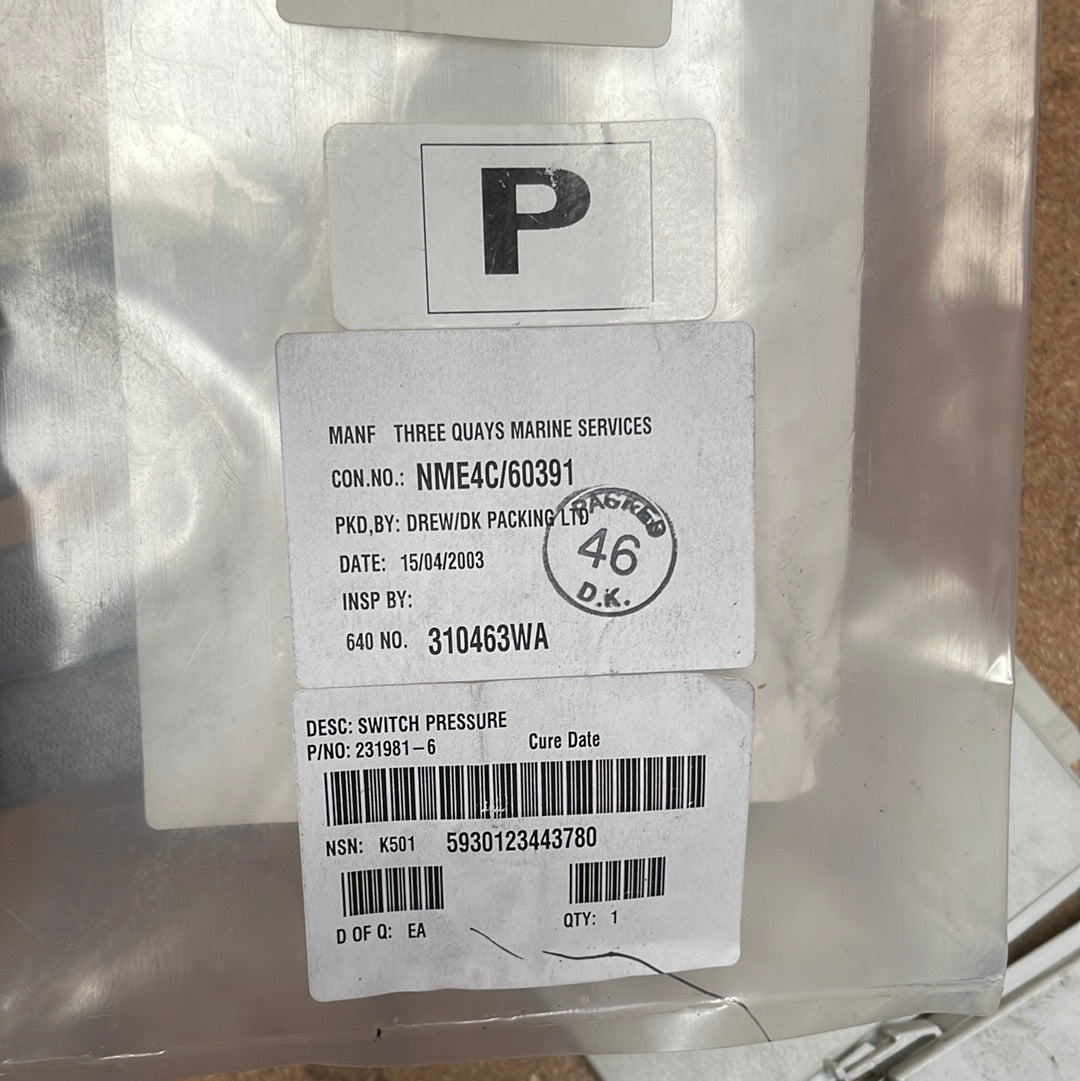 P
MANF THREE QUAYS MARINE SERVICES
CON.NO.: NME4C/60391
PKD,BY: DREW/DK PACKING LTD
DATE: 15/04/2003
INSP BY:
640 NO. 310463WA
PACKED
46
D.K.
DESC: SWITCH PRESSURE
P/NO: 231981-6 Cure Date
NSN: K501 5930123443780
D OF Q: EA QTY: 1